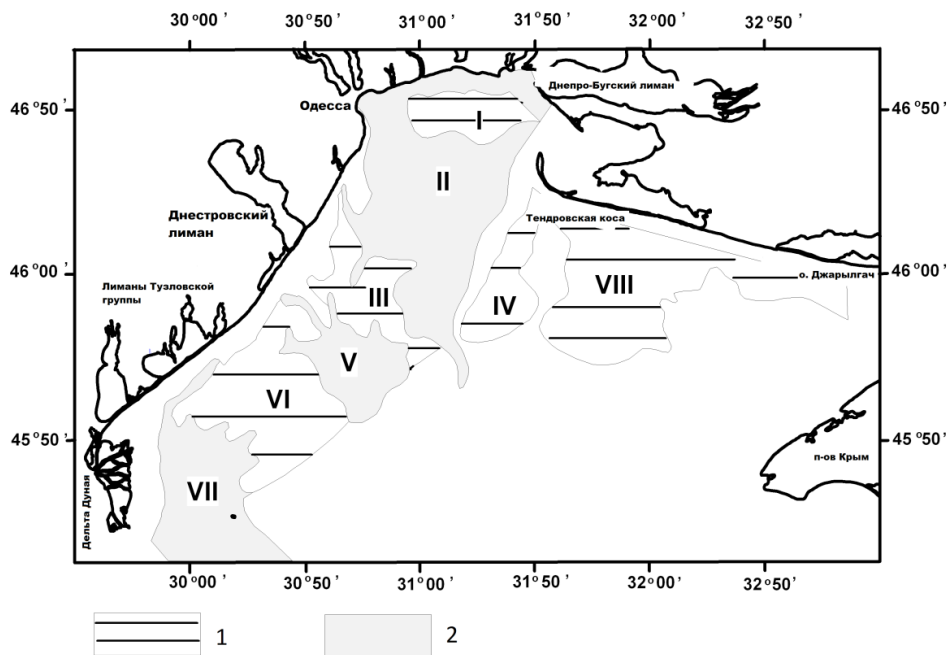 30°00’ 30°50’ 31°00’ 31°50’ 32°00’ 32°50’
Днепро-Бугский лиман
46°50’ Одесса 46°50’
I
II
Днестровский
лиман
Тендровская коса
46°00’ 46°00’
о. Джарылгач
Лиманы Тузловской
группы
III
IV
VIII
V
VI
45°50’ 45°50’
п-ов Крым
VII
Дельта Дуная
30°00’ 30°50’ 31°00’ 31°50’ 32°00’ 32°50’
1 2